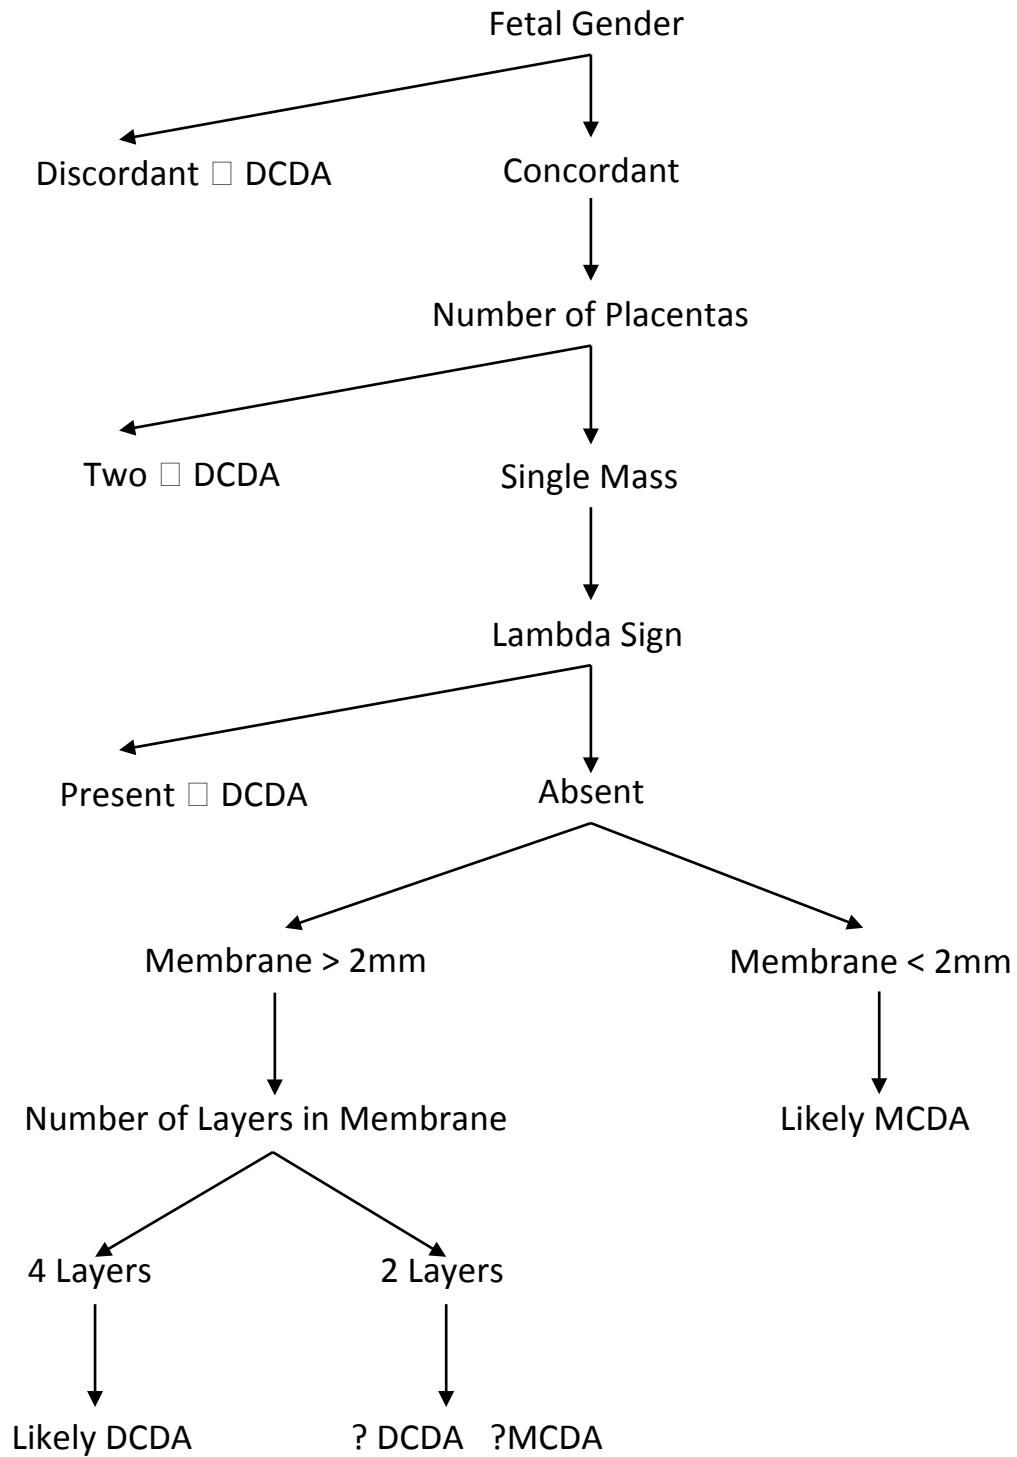 Fetal Gender
Discordant □ DCDA
Concordant
Number of Placentas
Two □ DCDA
Single Mass
Lambda Sign
Present □ DCDA
Absent
Membrane > 2mm
Membrane < 2mm
Number of Layers in Membrane
Likely MCDA
4 Layers
2 Layers
Likely DCDA
? DCDA ?MCDA